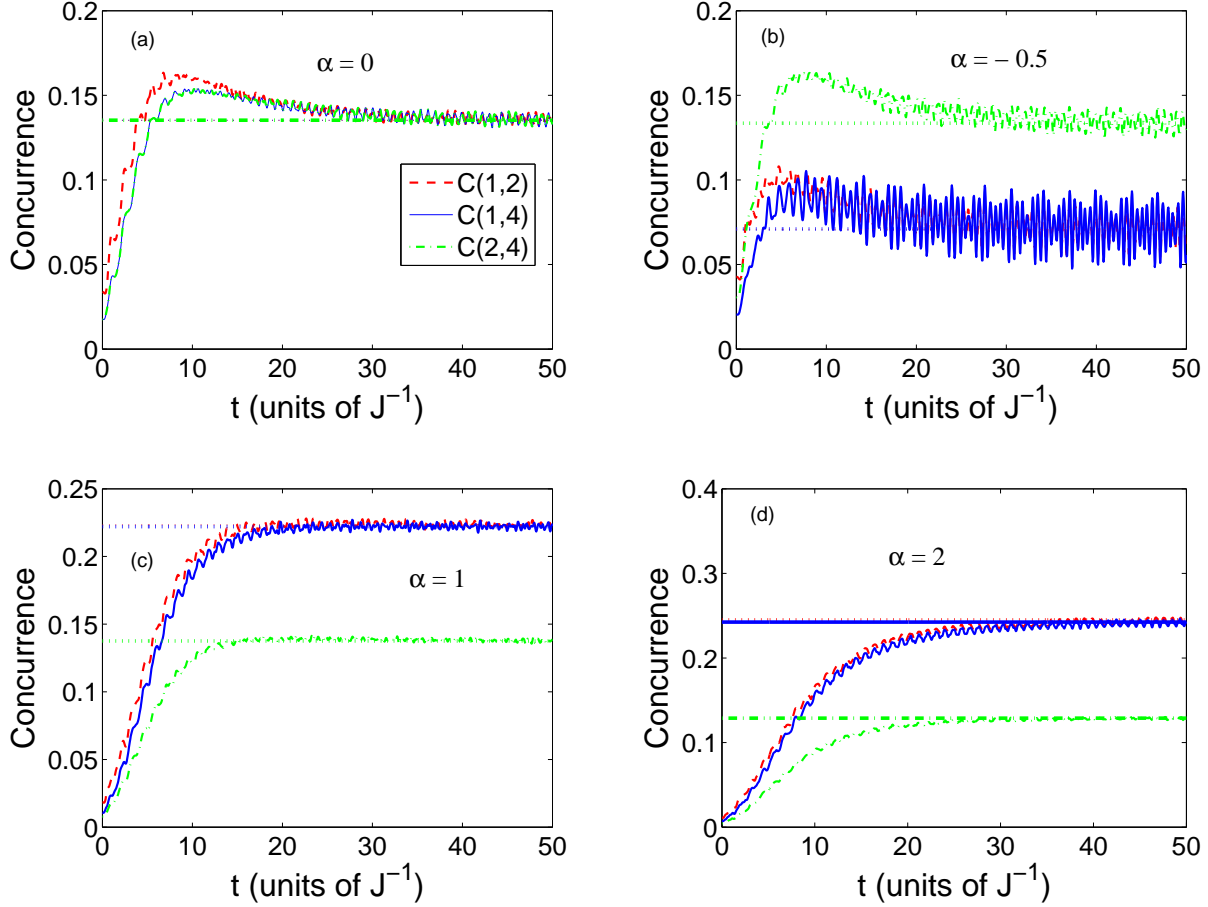 (a)
α = 0
Concurrence
0.2
0.15
0.1
0.05
0
C(1,2)
C(1,4)
C(2,4)
0 10 20 30 40 50
t (units of J⁻¹)
(b)
α = − 0.5
Concurrence
0.2
0.15
0.1
0.05
0
0 10 20 30 40 50
t (units of J⁻¹)
(c)
α = 1
Concurrence
0.25
0.2
0.15
0.1
0.05
0
0 10 20 30 40 50
t (units of J⁻¹)
(d)
α = 2
Concurrence
0.4
0.3
0.2
0.1
0
0 10 20 30 40 50
t (units of J⁻¹)